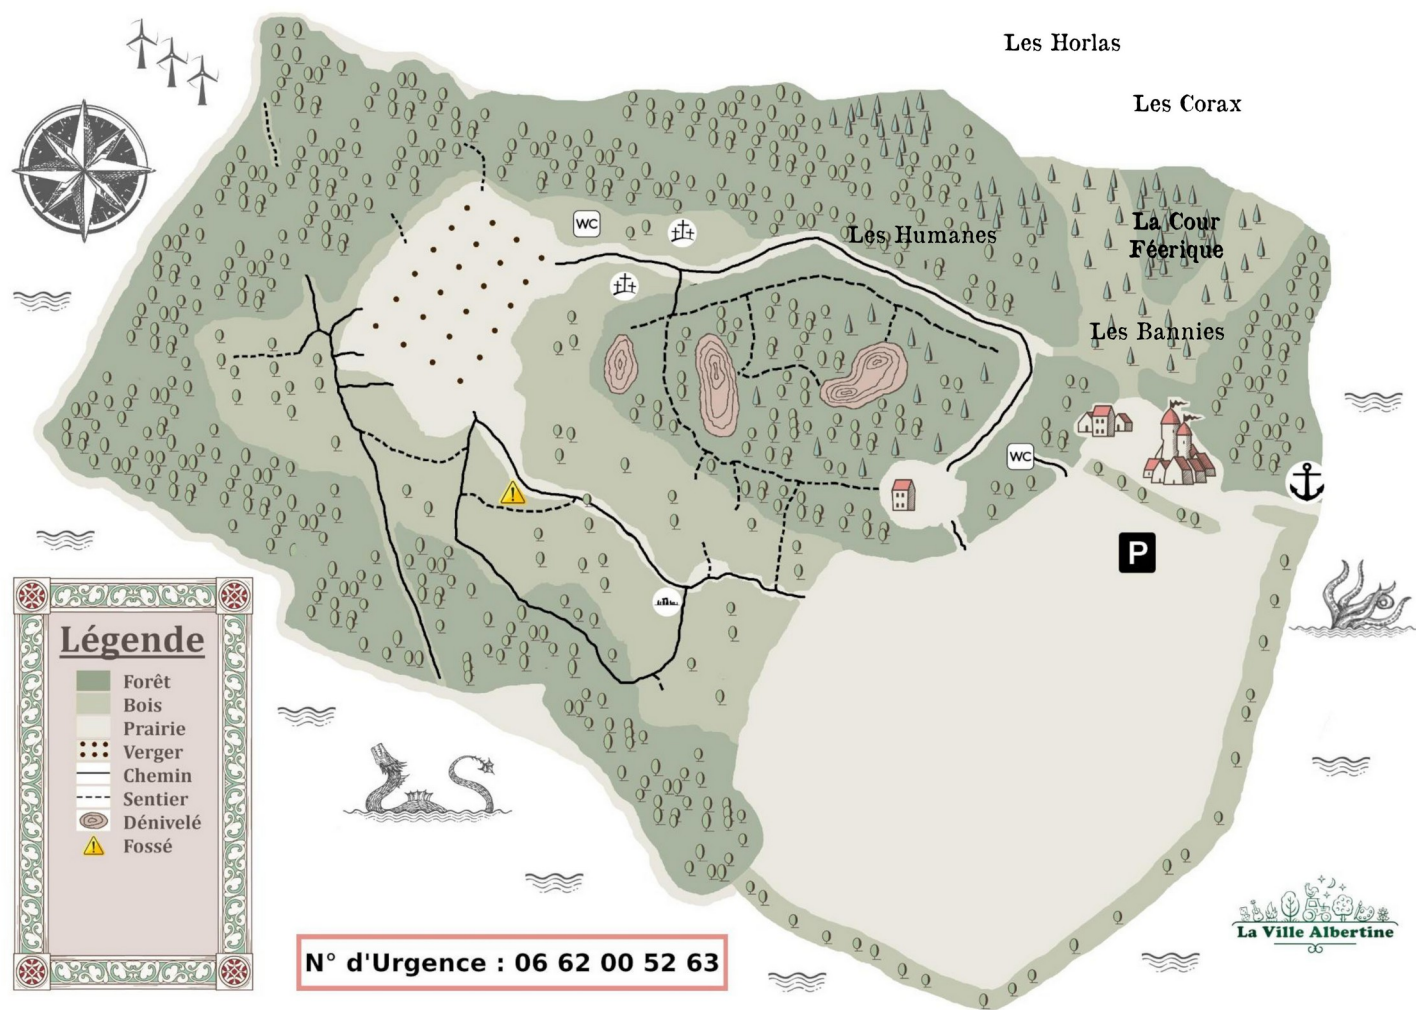 Les Horlas
Les Corax
La Cour
Féerique
Les Humanes
Les Bannies
WC
WC
P
Légende
Forêt
Bois
Prairie
Verger
Chemin
Sentier
Dénivelé
Fossé
N° d'Urgence : 06 62 00 52 63
La Ville Albertine